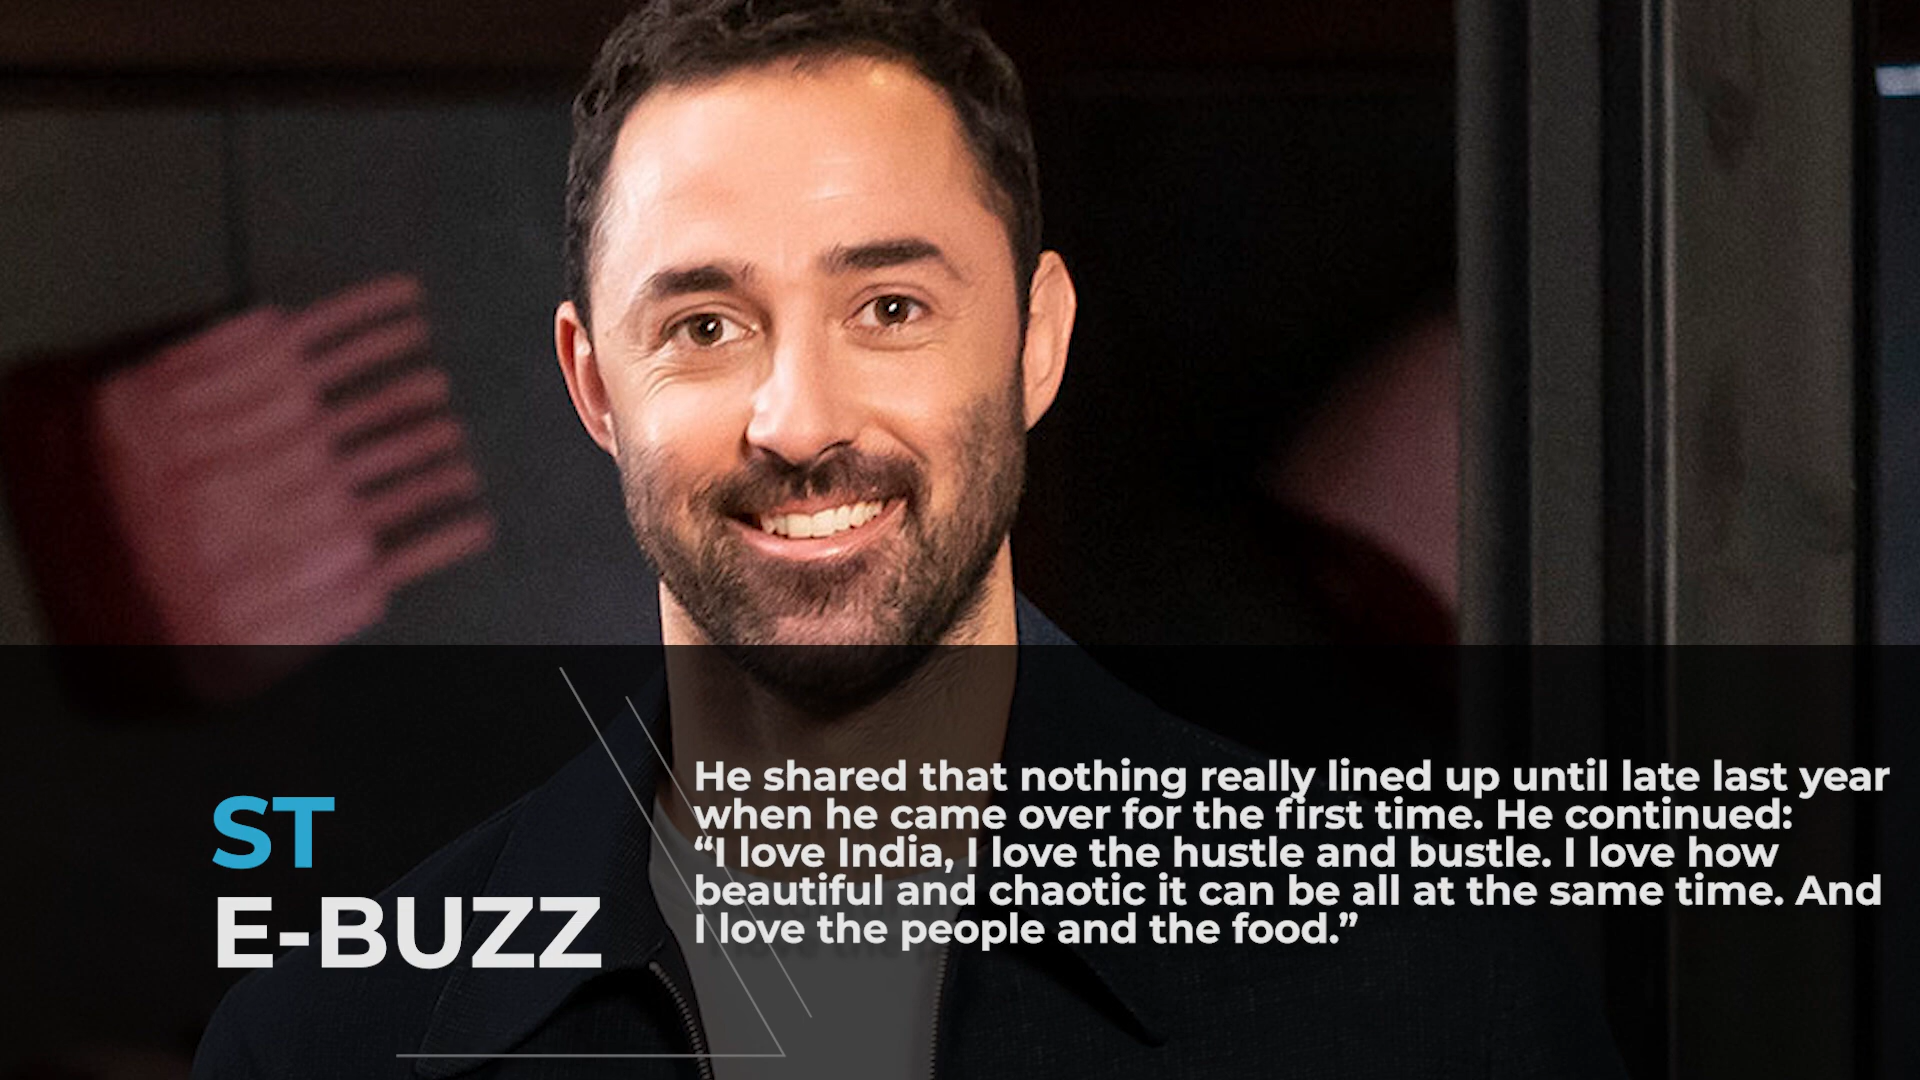 ST
E-BUZZ
He shared that nothing really lined up until late last year
when he came over for the first time. He continued:
“I love India, I love the hustle and bustle. I love how
beautiful and chaotic it can be all at the same time. And
I love the people and the food.”